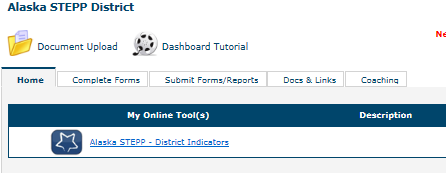 Alaska STEPP District
Document Upload Dashboard Tutorial
Ne
Home Complete Forms Submit Forms/Reports Docs & Links Coaching
My Online Tool(s) Description
Alaska STEPP - District Indicators